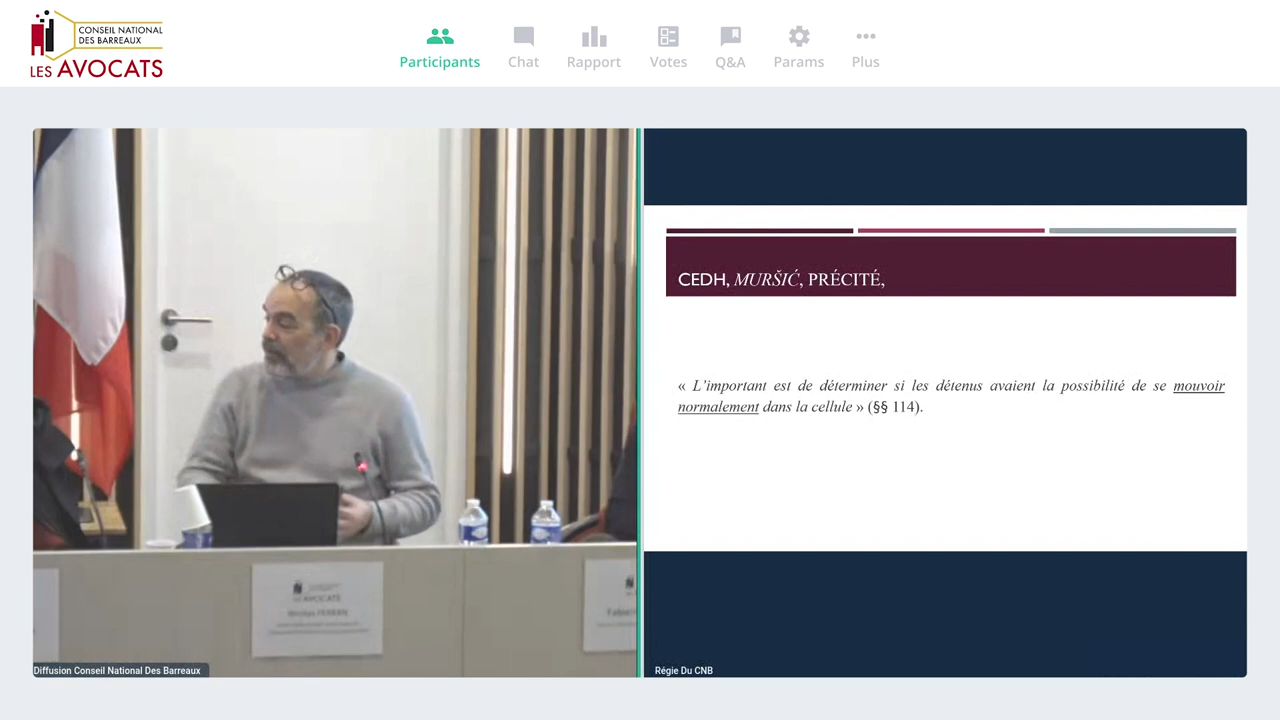 CONSEIL NATIONAL
DES BARREAUX
LES AVOCATS
Participants
Chat
Rapport
Votes
Q&A
Params
Plus
CEDH, MURŠIĆ, PRÉCITÉ,
« L’important est de déterminer si les détenus avaient la possibilité de se mouvoir
normalement dans la cellule » (§§ 114).
LES AVOCATS
Diffusion Conseil National Des Barreaux
Régie Du CNB